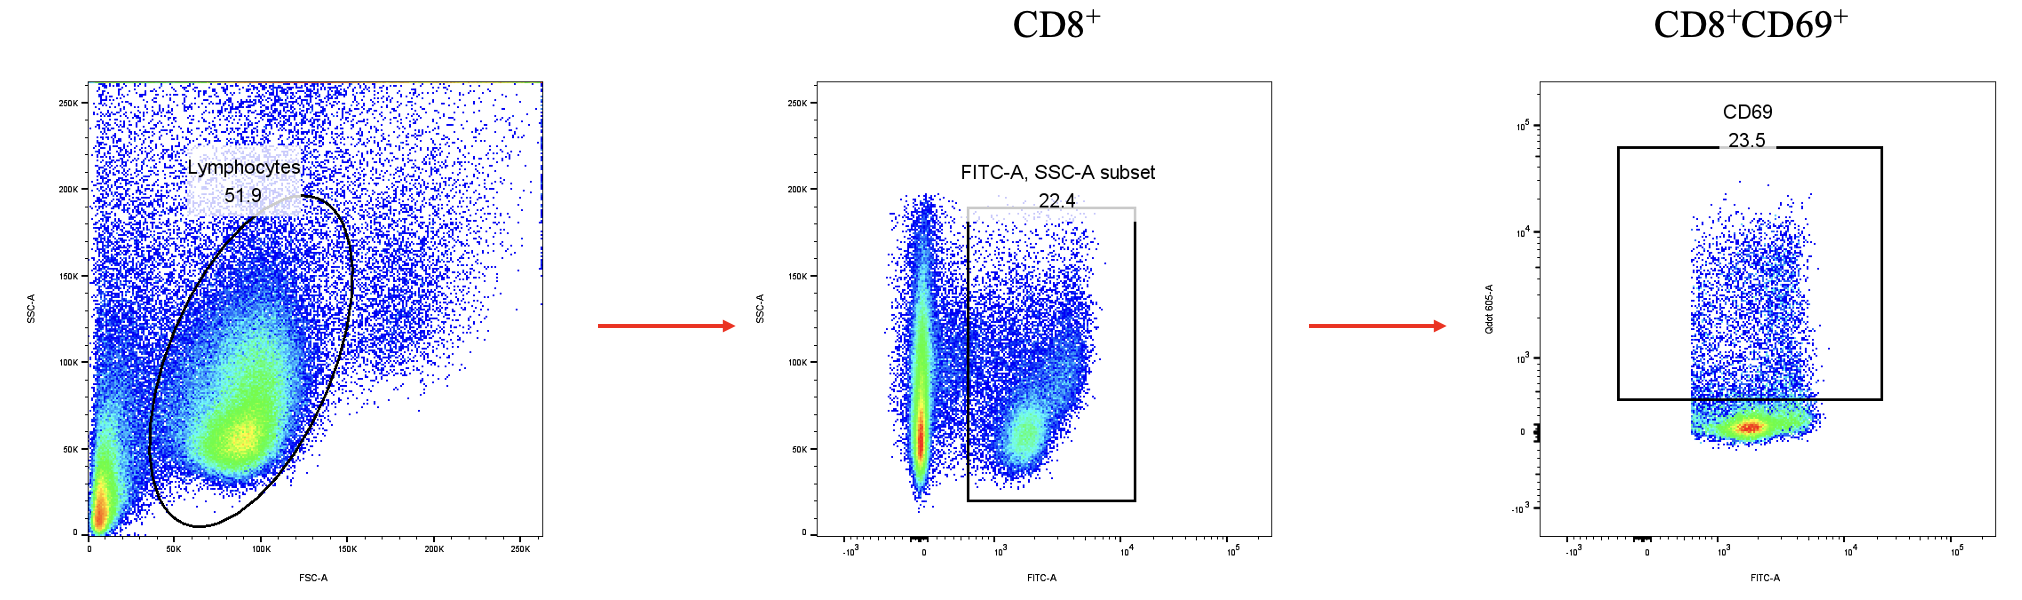 CD8⁺
CD8⁺CD69⁺
Lymphocytes
51.9
250K
200K
150K
100K
50K
0
SSC-A
0
50K
100K
150K
200K
250K
FSC-A
FITC-A, SSC-A subset
22.4
250K
200K
150K
100K
50K
0
SSC-A
-10³
0
10³
10⁴
10⁵
FITC-A
CD69
23.5
10⁵
10⁴
10³
0
-10³
Qdot 605-A
-10³
0
10³
10⁴
10⁵
FITC-A